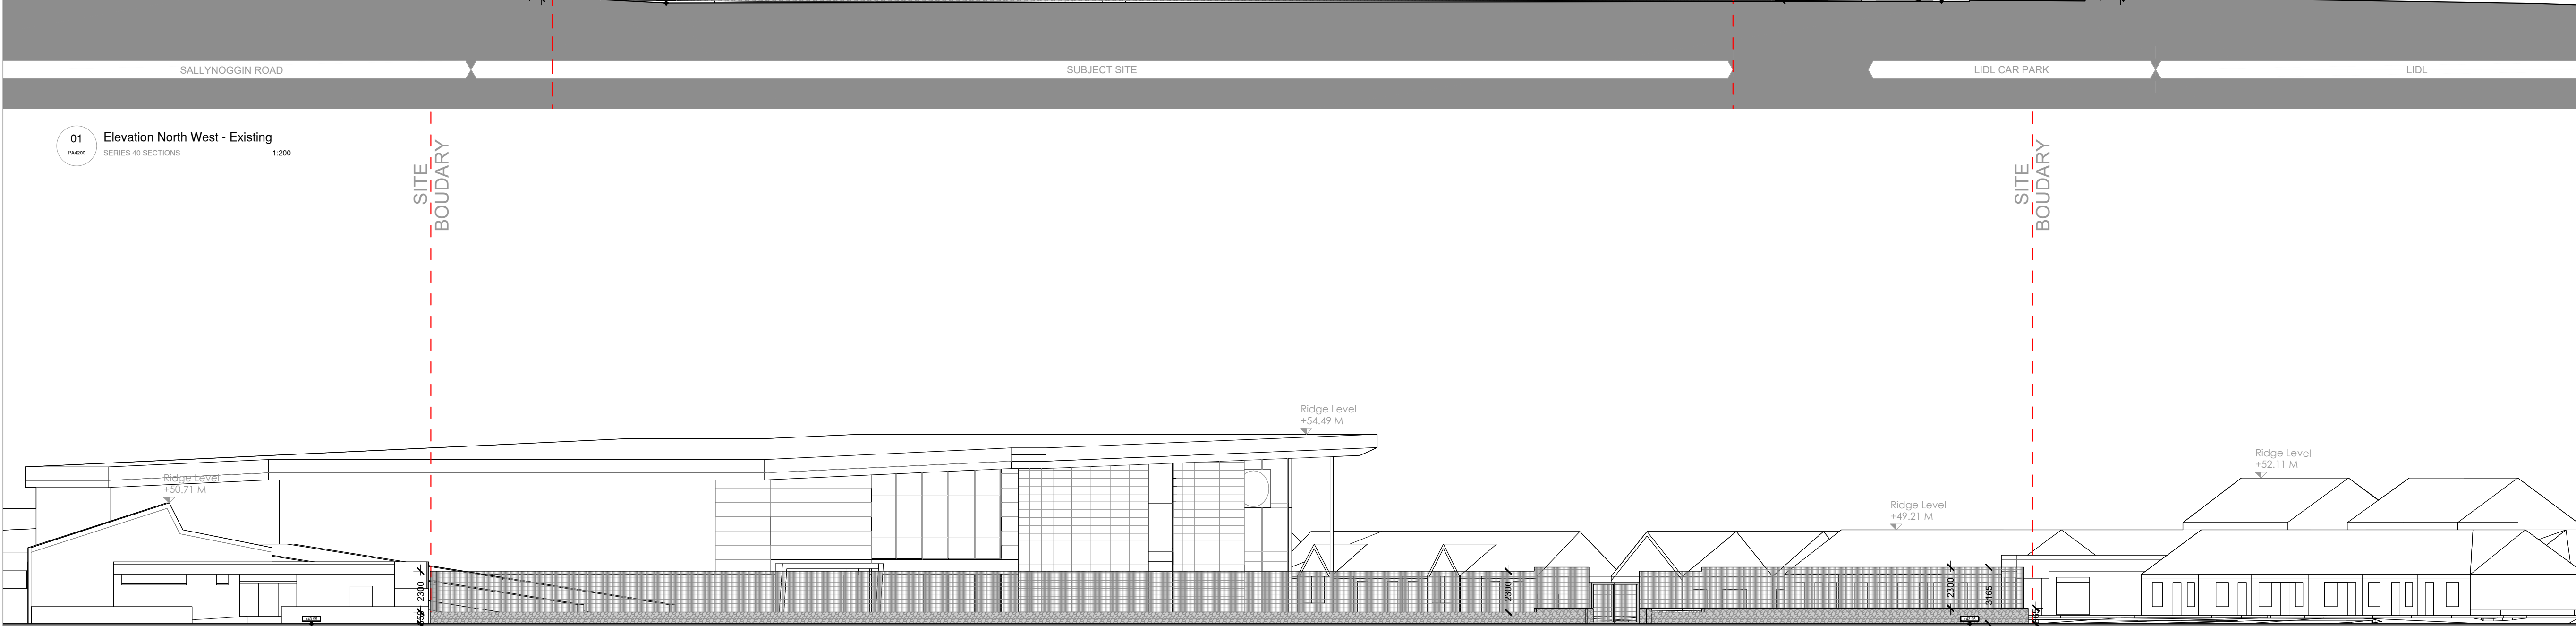 SALLYNOGGIN ROAD
SUBJECT SITE
LIDL CAR PARK
LIDL
01
PA4200
Elevation North West - Existing
SERIES 40 SECTIONS
1:200
SITE
BOUDARY
SITE
BOUDARY
Ridge Level
+54.49 M
Ridge Level
+52.11 M
Ridge Level
+50.71 M
Ridge Level
+49.21 M
2300
2300
2300
3165